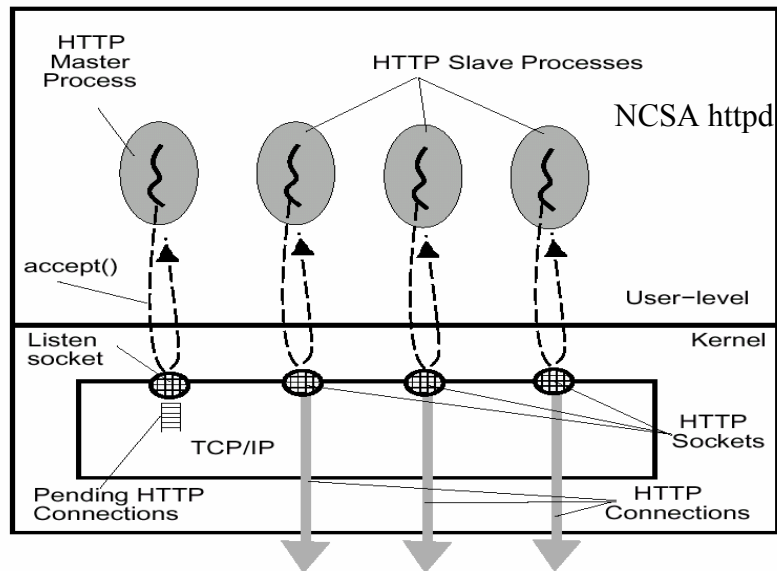 HTTP
Master
Process
HTTP Slave Processes
NCSA httpd
accept()
User-level
Listen
socket
Kernel
TCP/IP
HTTP
Sockets
Pending HTTP
Connections
HTTP
Connections